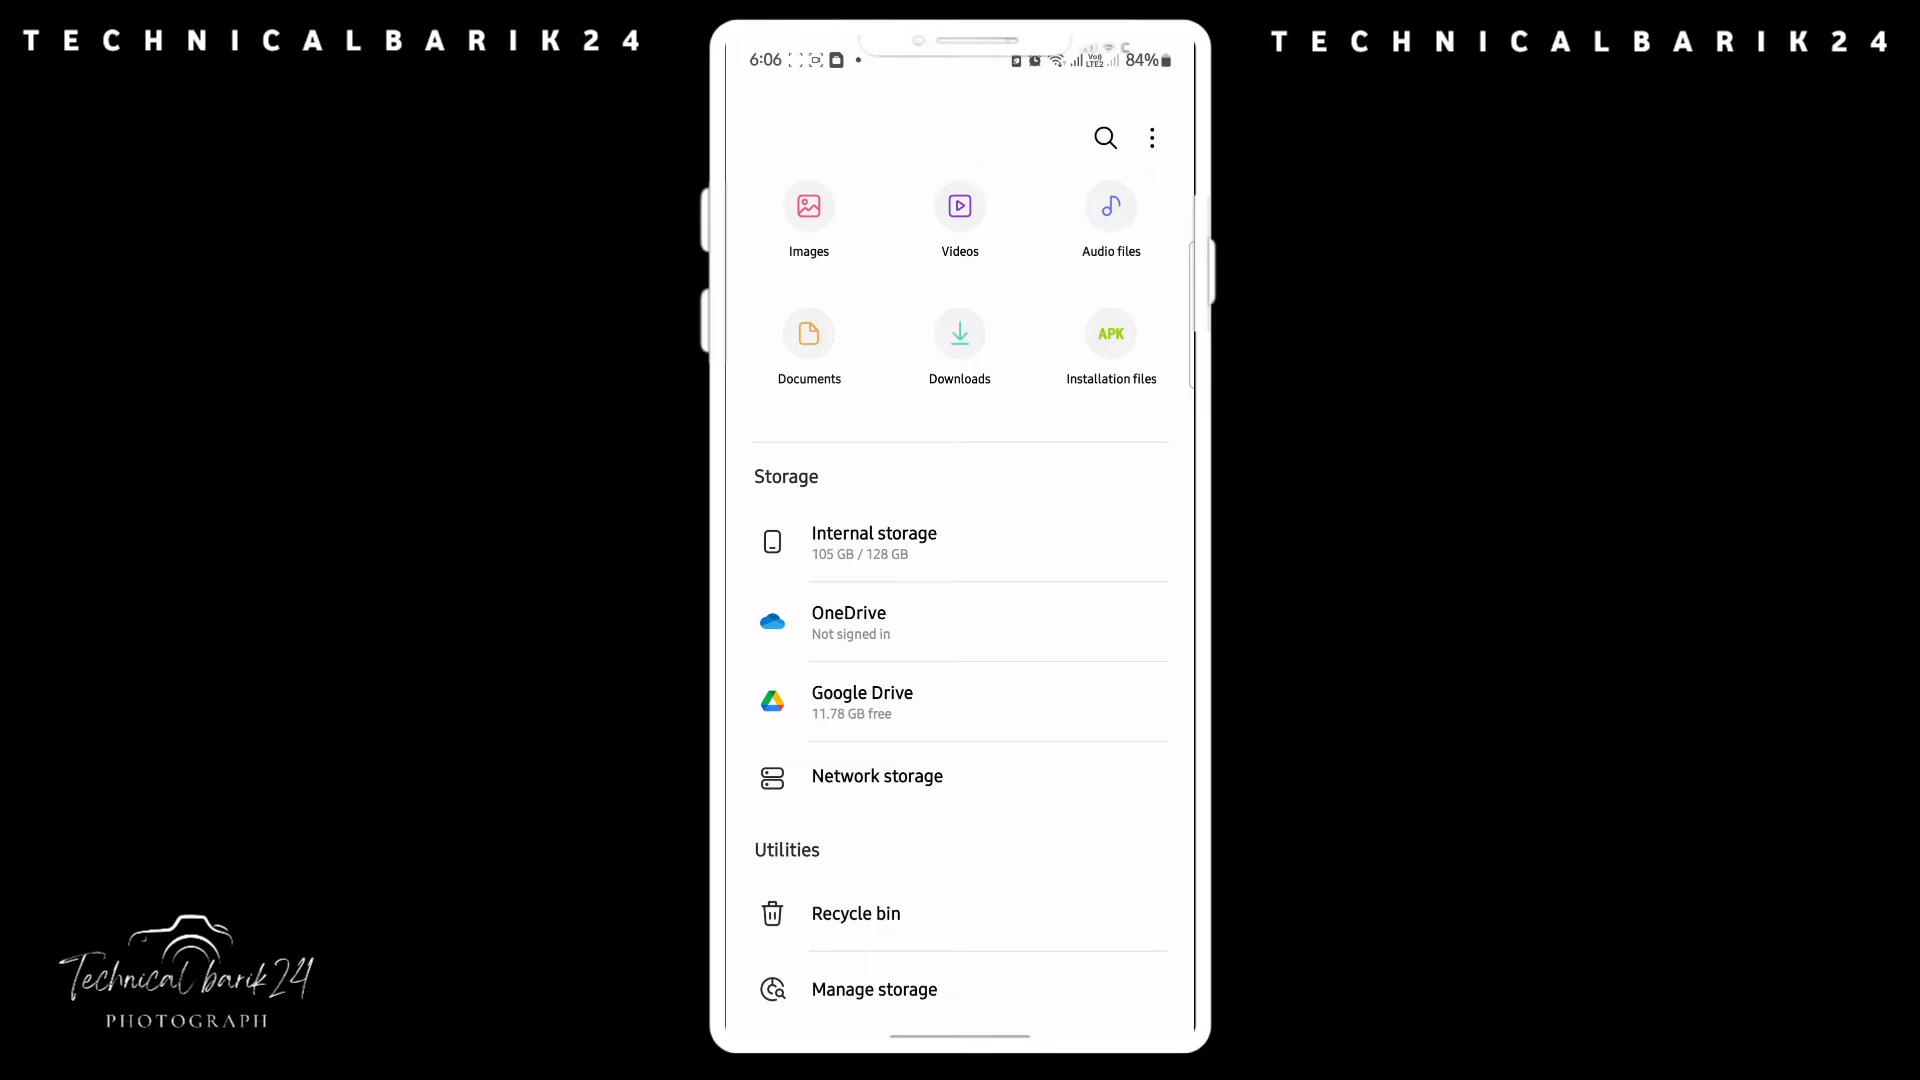 TECHNICALBARIK24
TECHNICALBARIK24
6:06
Vo))
LTE2
84%
Images
Videos
Audio files
Documents
Downloads
APK
Installation files
Storage
Internal storage
105 GB / 128 GB
OneDrive
Not signed in
Google Drive
11.78 GB free
Network storage
Utilities
Recycle bin
Manage storage
Technical barik24
PHOTOGRAPH